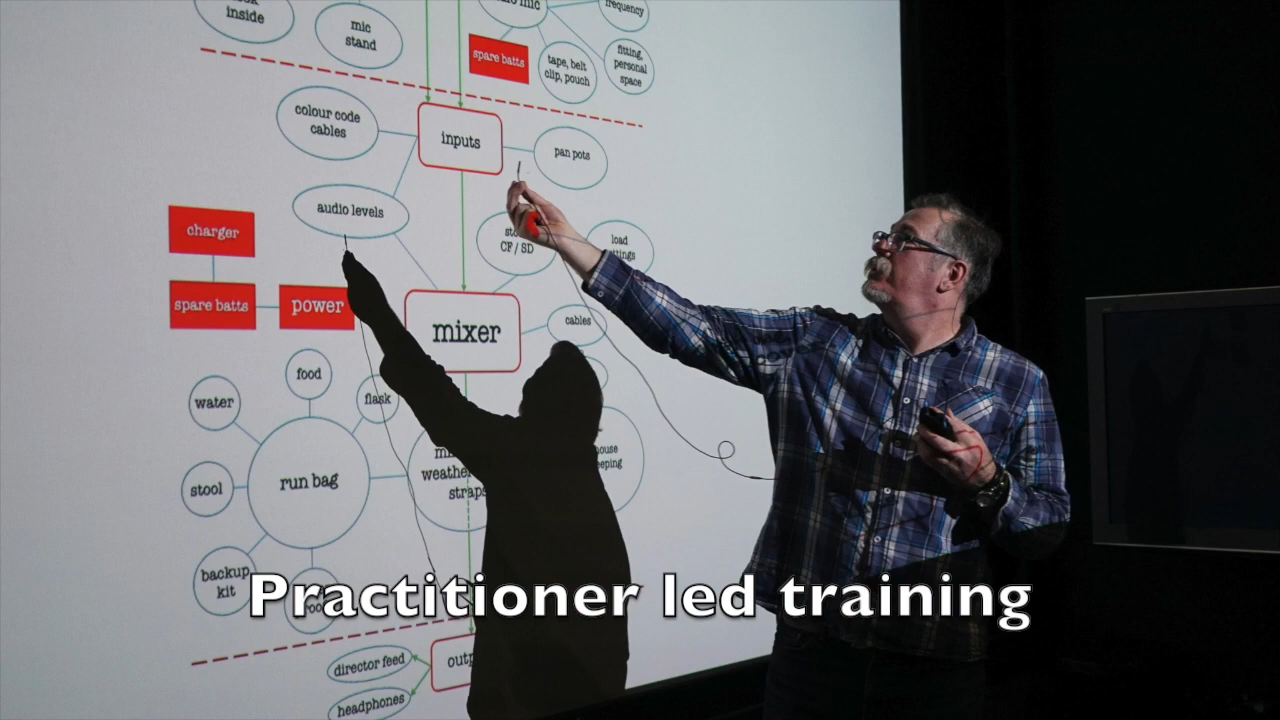 inside
mic
stand
mic
frequency
spare batts
tape, belt
clip, pouch
fitting,
personal
space
colour code
cables
inputs
pan pots
audio levels
charger
spare batts
power
CF / SD
load
mixer
cables
food
water
flask
run bag
stool
straps
backup
kit
house
Practitioner led training
director feed
headphones